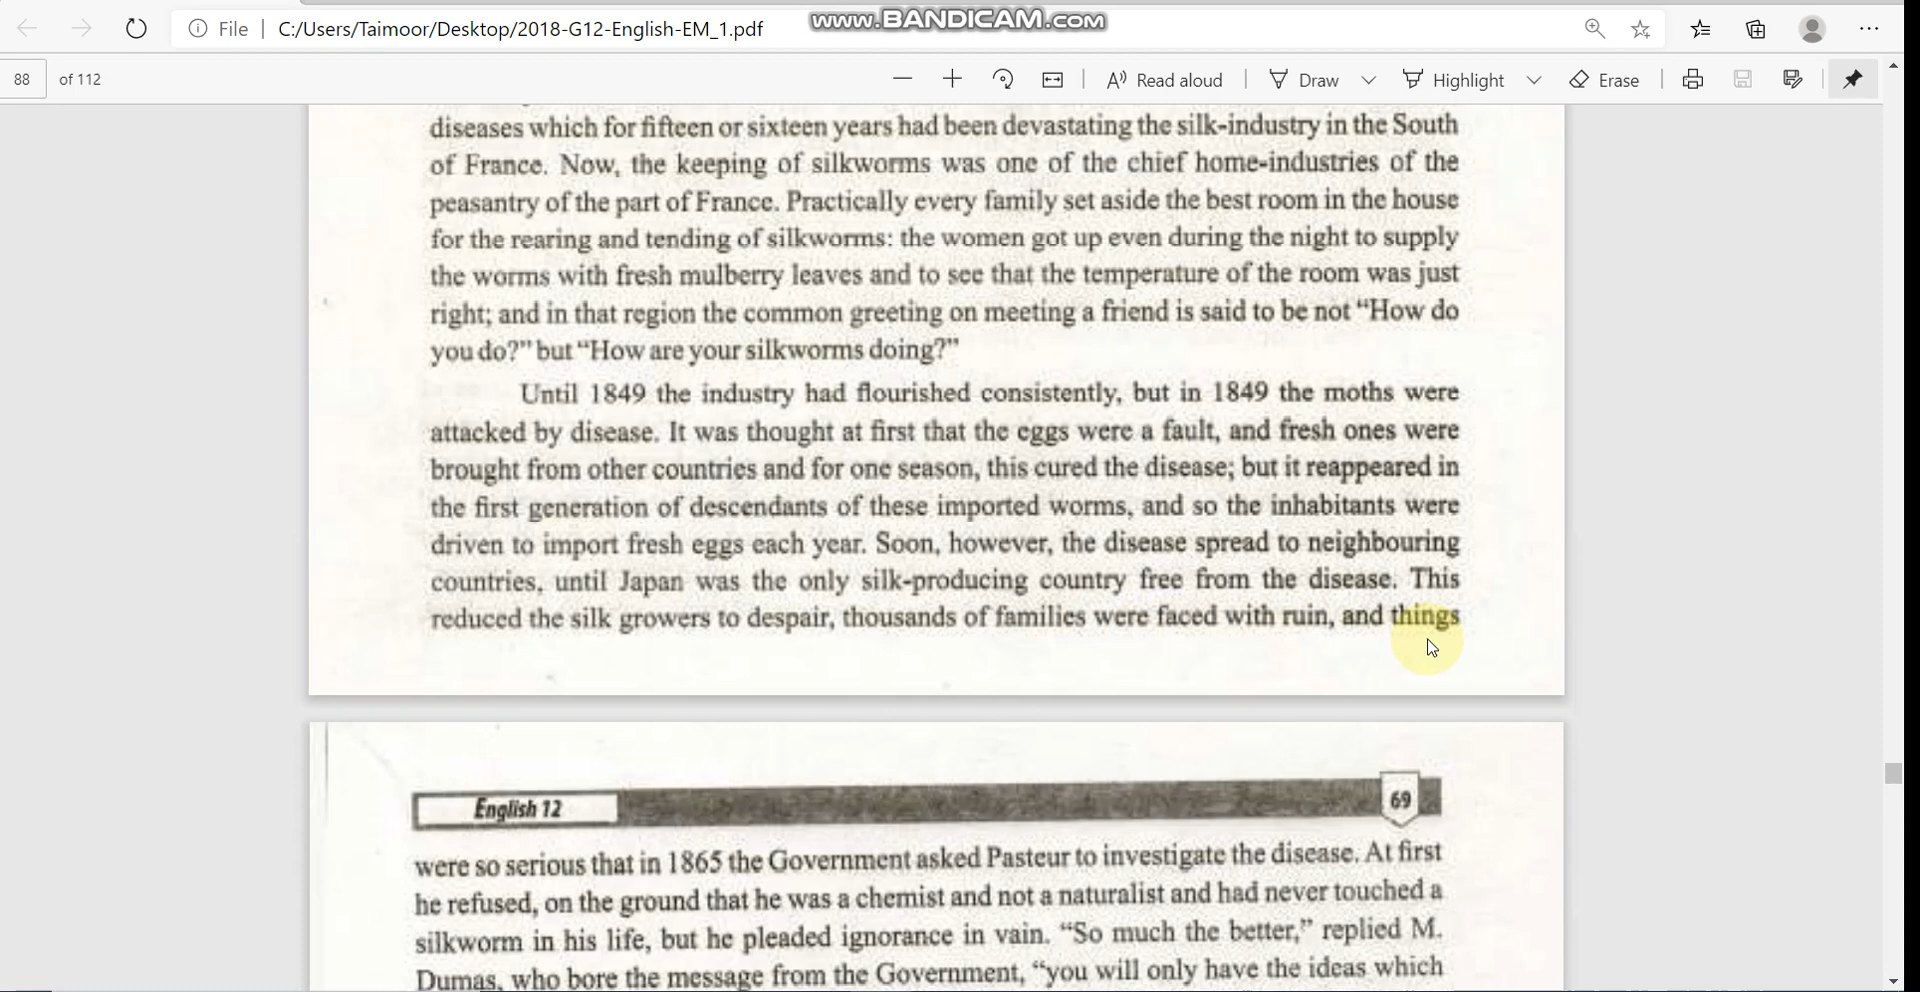 www.BANDICAM.com
File | C:/Users/Taimoor/Desktop/2018-G12-English-EM_1.pdf
88 of 112
Read aloud Draw Highlight Erase
diseases which for fifteen or sixteen years had been devastating the silk-industry in the South
of France. Now, the keeping of silkworms was one of the chief home-industries of the
peasantry of the part of France. Practically every family set aside the best room in the house
for the rearing and tending of silkworms: the women got up even during the night to supply
the worms with fresh mulberry leaves and to see that the temperature of the room was just
right; and in that region the common greeting on meeting a friend is said to be not "How do
you do?" but "How are your silkworms doing?"
Until 1849 the industry had flourished consistently, but in 1849 the moths were
attacked by disease. It was thought at first that the eggs were a fault, and fresh ones were
brought from other countries and for one season, this cured the disease; but it reappeared in
the first generation of descendants of these imported worms, and so the inhabitants were
driven to import fresh eggs each year. Soon, however, the disease spread to neighbouring
countries, until Japan was the only silk-producing country free from the disease. This
reduced the silk growers to despair, thousands of families were faced with ruin, and things
English 12
69
were so serious that in 1865 the Government asked Pasteur to investigate the disease. At first
he refused, on the ground that he was a chemist and not a naturalist and had never touched a
silkworm in his life, but he pleaded ignorance in vain. "So much the better," replied M.
Dumas, who bore the message from the Government, "you will only have the ideas which